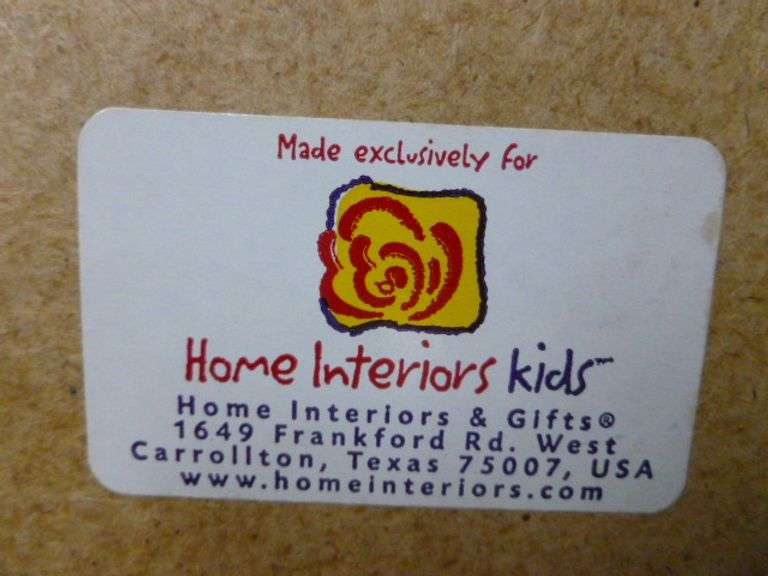 Made exclusively for
Home Interiors kids™
Home Interiors & Gifts®
1649 Frankford Rd. West
Carrollton, Texas 75007, USA
www.homeinteriors.com